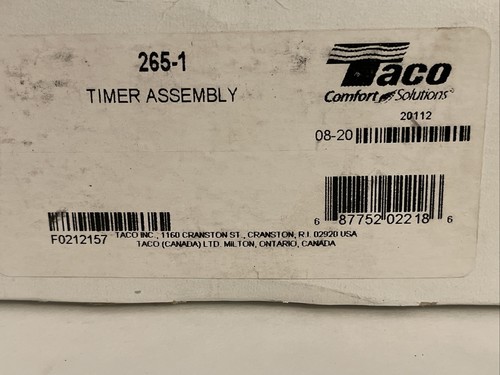 265-1
TIMER ASSEMBLY
Taco
Comfort Solutions
20112
08-20
6 87752 02218 6
F0212157
TACO INC., 1160 CRANSTON ST., CRANSTON, R.I. 02920 USA
TACO (CANADA) LTD. MILTON, ONTARIO, CANADA